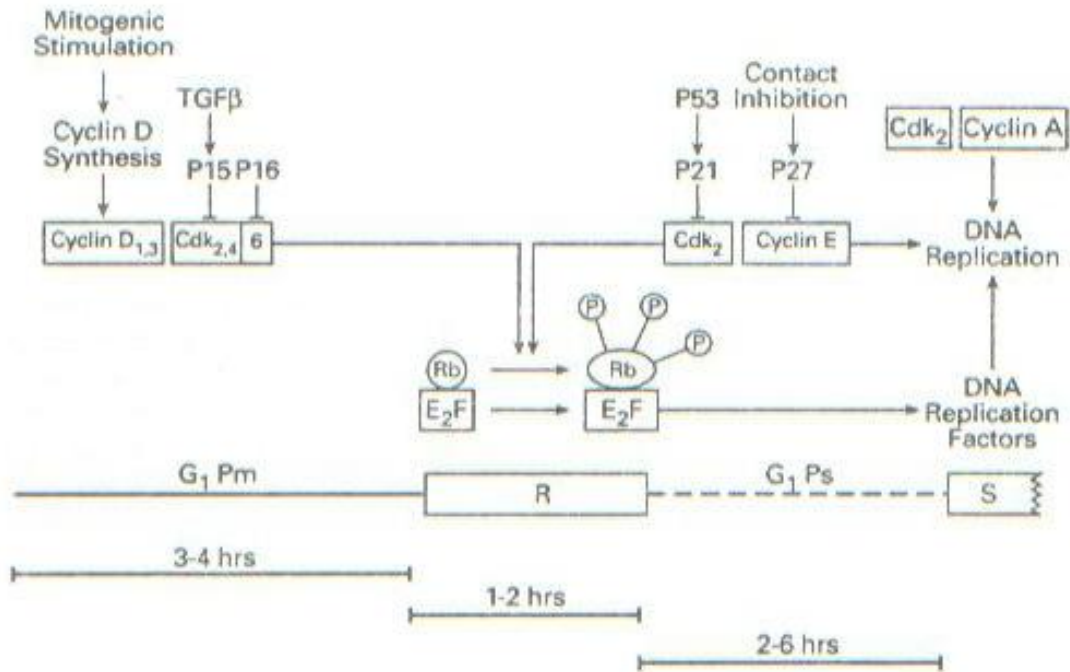 Mitogenic
Stimulation
Cyclin D
Synthesis
Cyclin D1,3
TGFβ
P15 P16
Cdk2,4 6
P53
P21
Cdk2
Contact
Inhibition
P27
Cyclin E
Cdk2 Cyclin A
DNA
Replication
P P P
Rb Rb
E2F E2F
DNA
Replication
Factors
G1 Pm R G1 Ps S
3-4 hrs
1-2 hrs
2-6 hrs